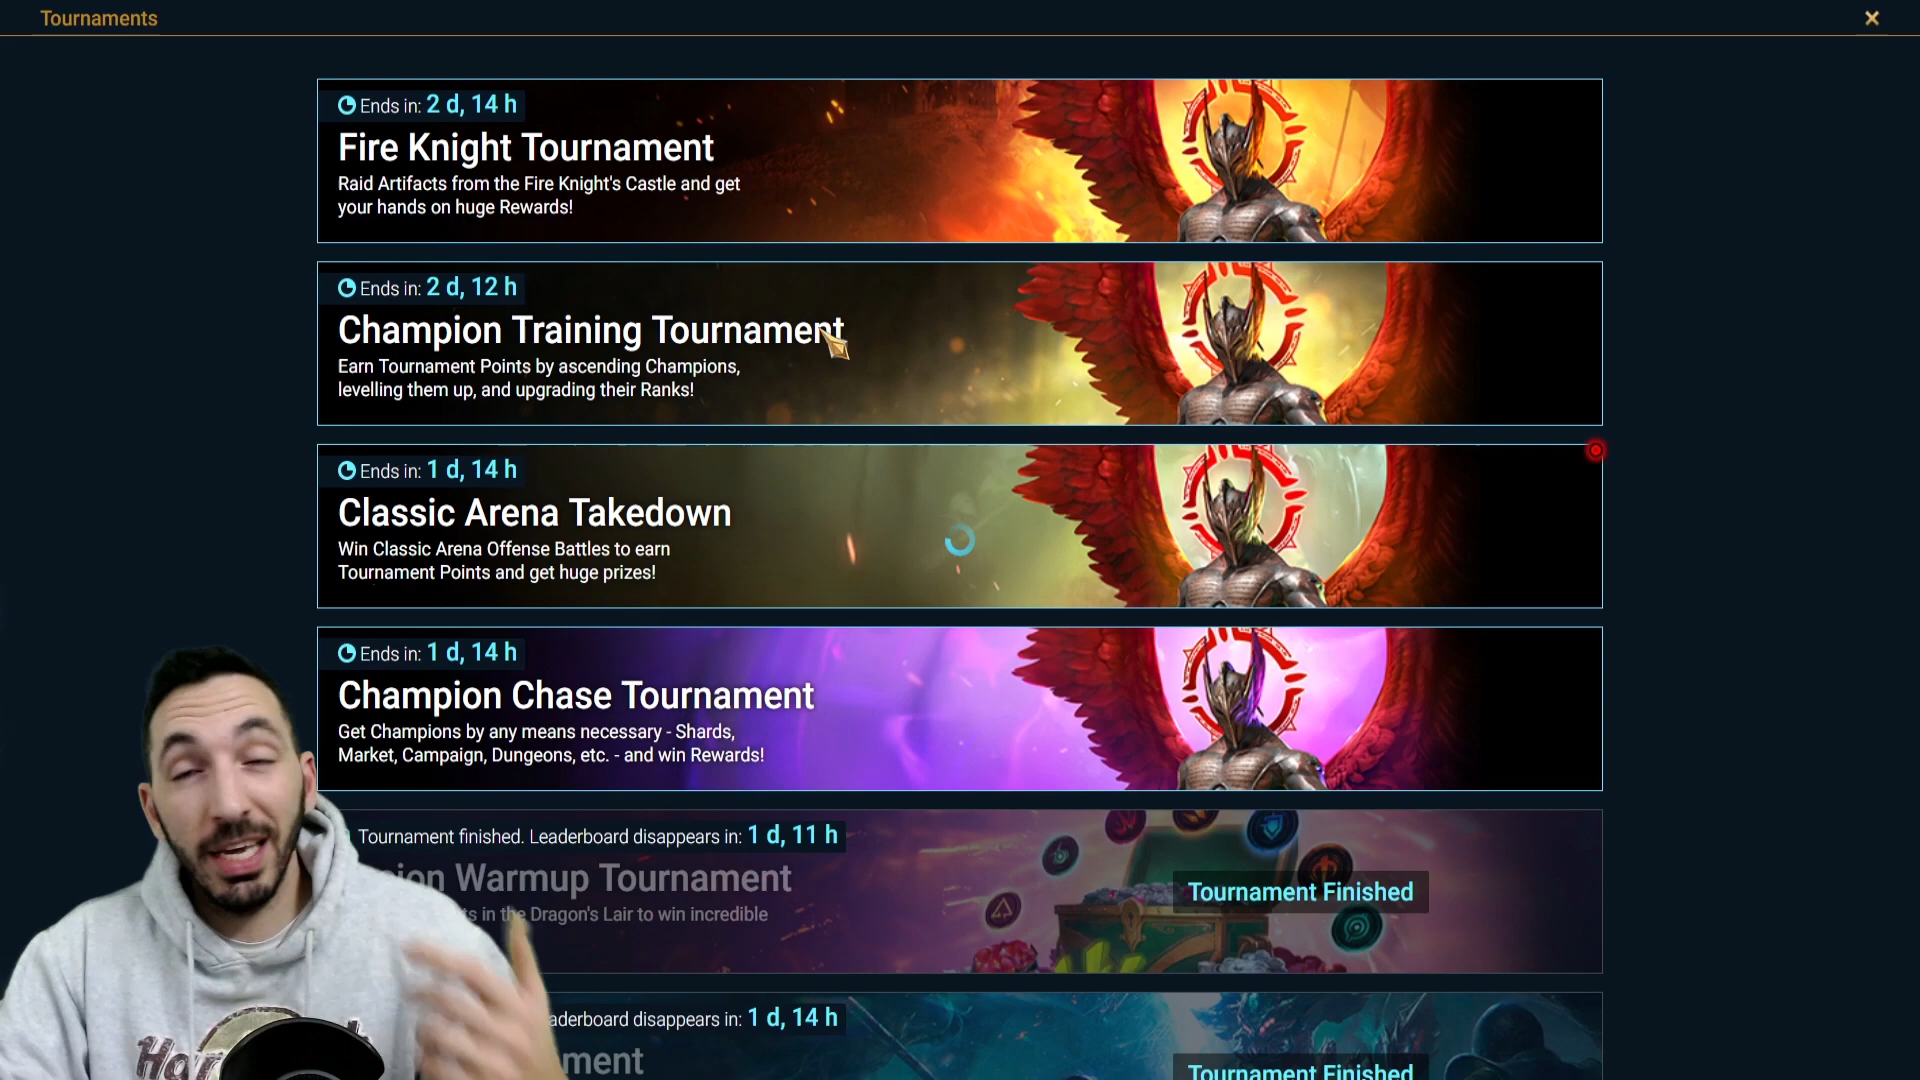 Tournaments
Ends in: 2 d, 14 h
Fire Knight Tournament
Raid Artifacts from the Fire Knight's Castle and get
your hands on huge Rewards!
Ends in: 2 d, 12 h
Champion Training Tournament
Earn Tournament Points by ascending Champions,
levelling them up, and upgrading their Ranks!
Ends in: 1 d, 14 h
Classic Arena Takedown
Win Classic Arena Offense Battles to earn
Tournament Points and get huge prizes!
Ends in: 1 d, 14 h
Champion Chase Tournament
Get Champions by any means necessary - Shards,
Market, Campaign, Dungeons, etc. - and win Rewards!
Tournament finished. Leaderboard disappears in: 1 d, 11 h
Warmup Tournament
in the Dragon's Lair to win incredible
Tournament Finished
disappears in: 1 d, 14 h
Tournament Finished